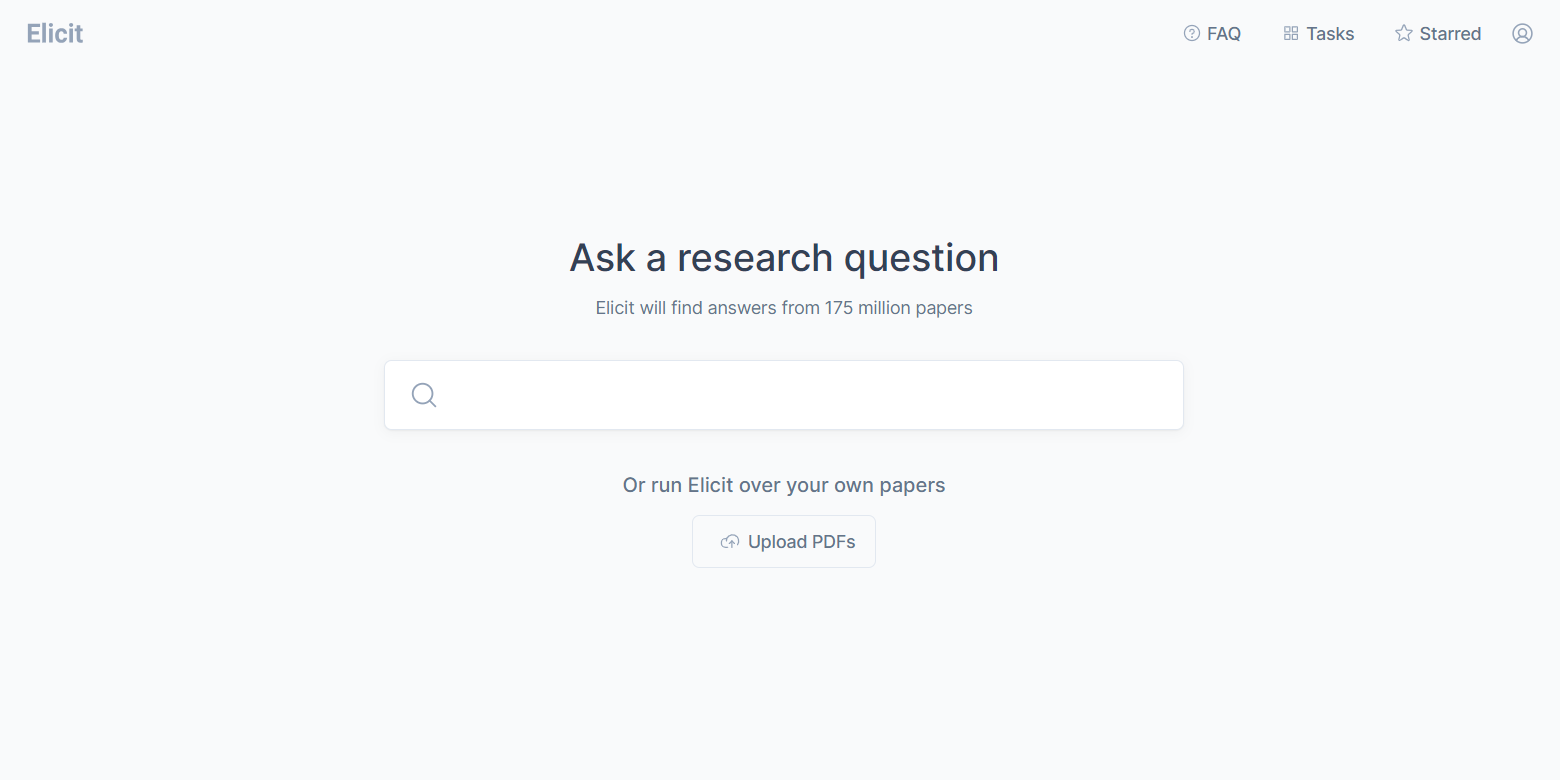 Elicit
FAQ
Tasks
Starred
Ask a research question
Elicit will find answers from 175 million papers
Or run Elicit over your own papers
Upload PDFs